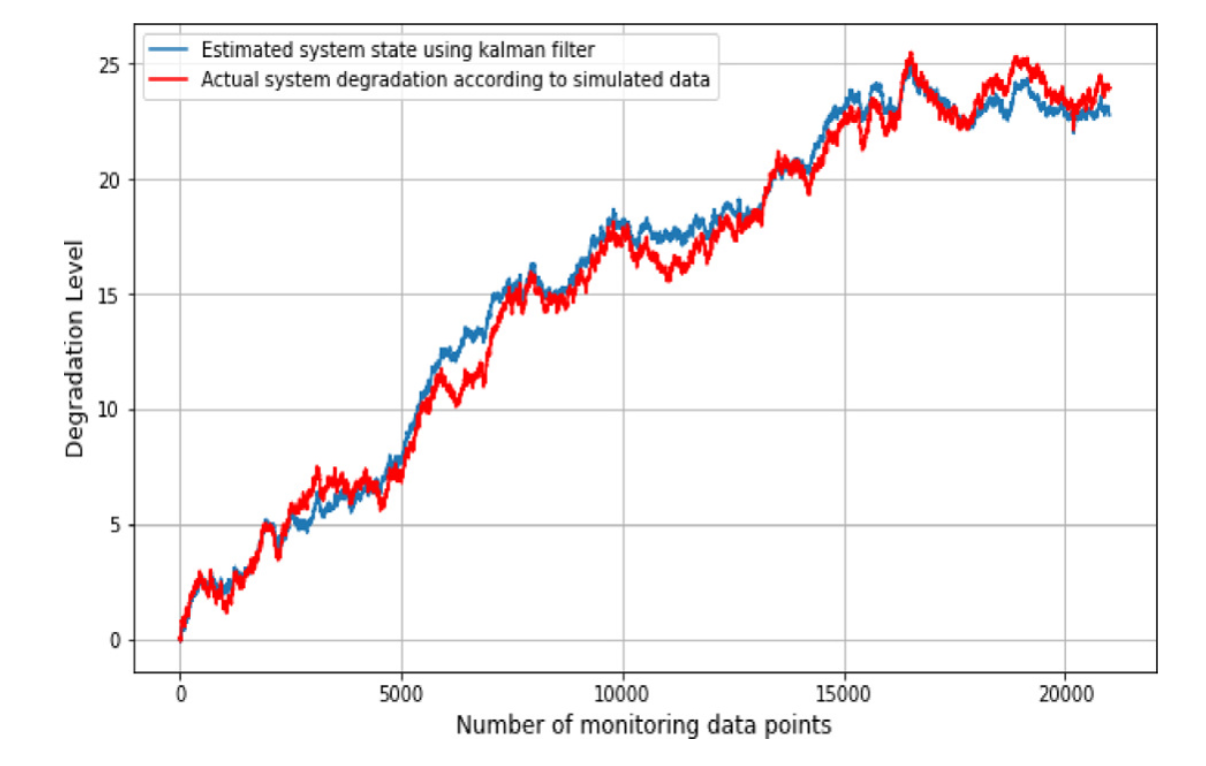 Estimated system state using kalman filter
Actual system degradation according to simulated data
Degradation Level
25
20
15
10
5
0
0 5000 10000 15000 20000
Number of monitoring data points